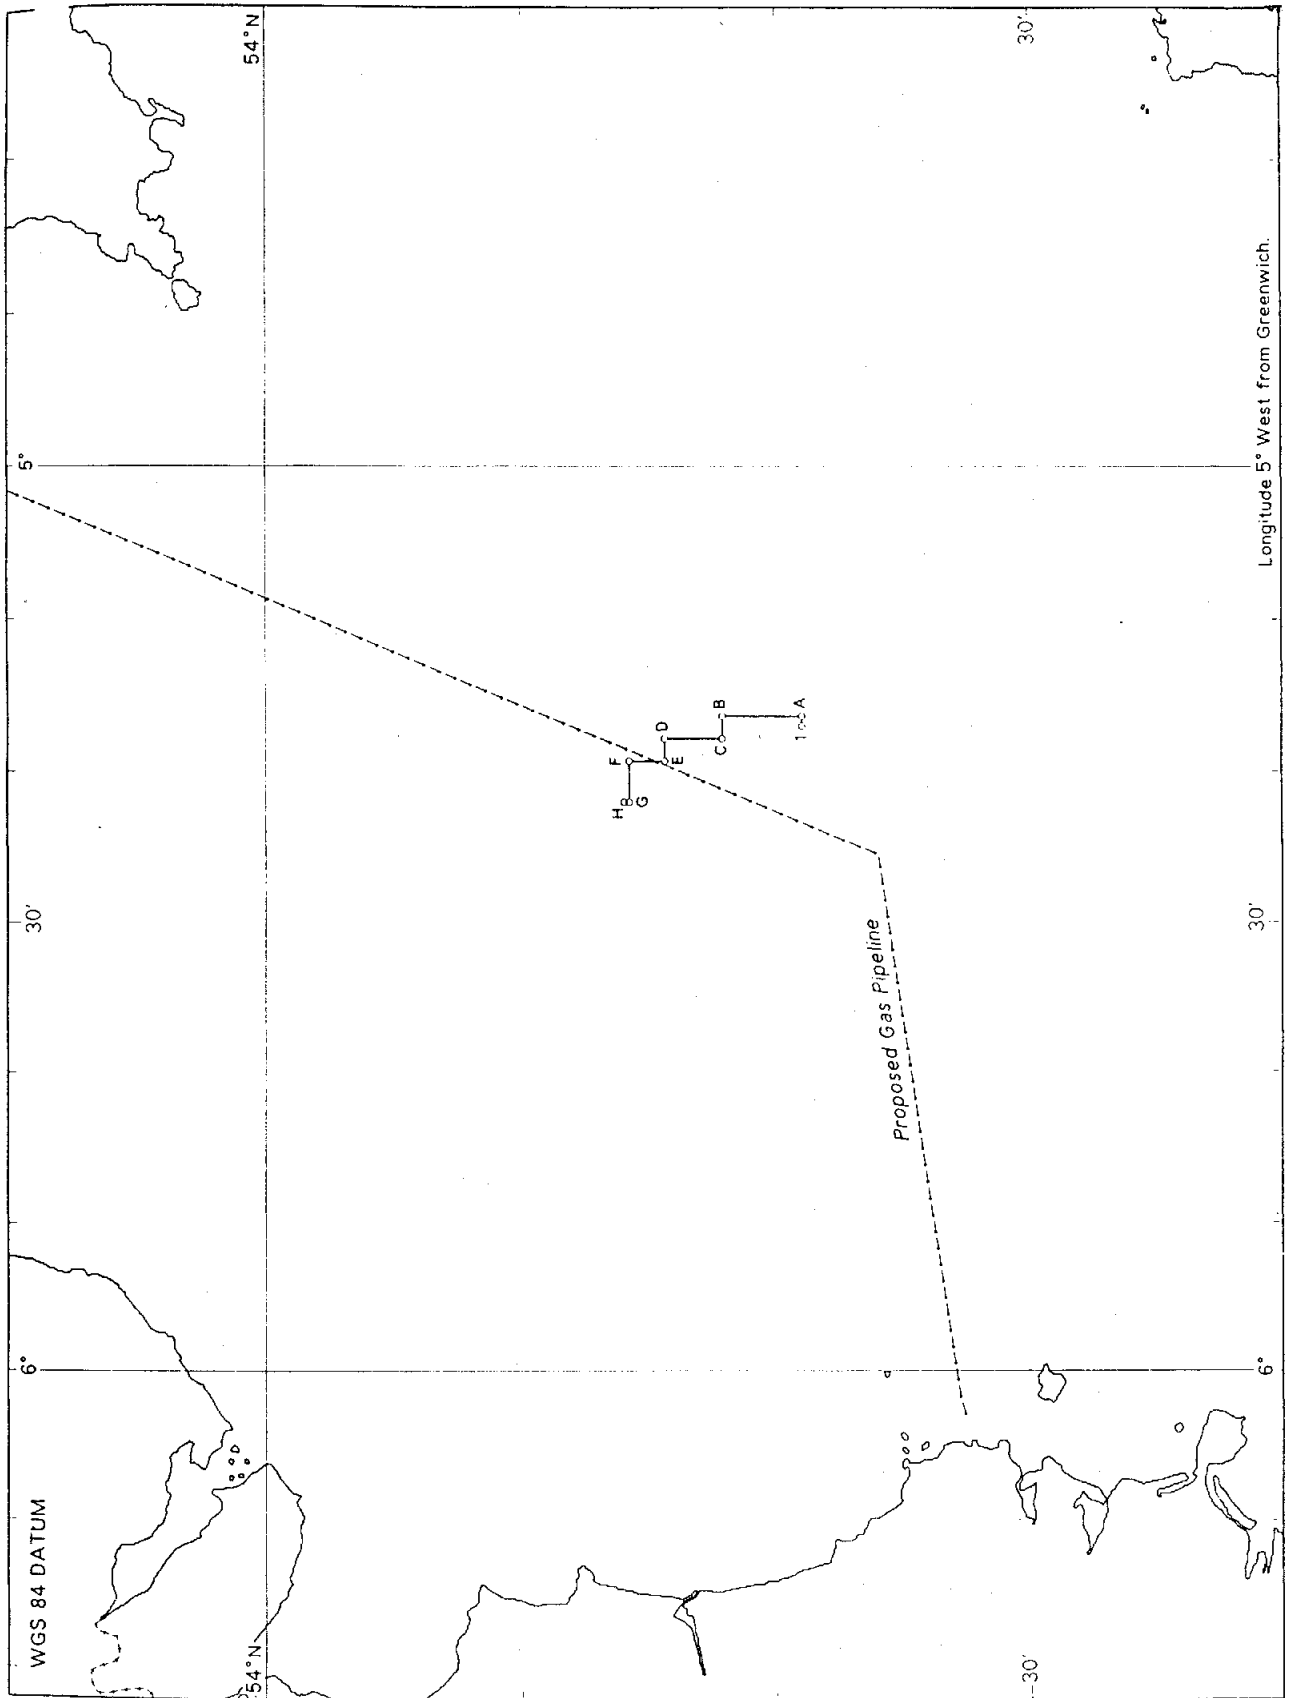 WGS 84 DATUM
6°
30'
5°
54°N
54°N
H
G
F
E
D
C
B
1
A
Proposed Gas Pipeline
30'
30'
6°
30'
Longitude 5° West from Greenwich.